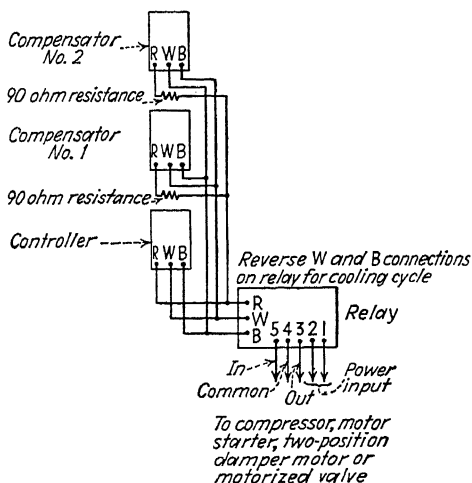 Compensator
No. 2
R W B
90 ohm resistance
Compensator
No. 1
R W B
90 ohm resistance
Controller
R W B
Reverse W and B connections
on relay for cooling cycle
R
W
B
5 4 3 2 1
Relay
In
Common
Out
Power
input
To compressor, motor
starter, two-position
damper motor or
motorized valve